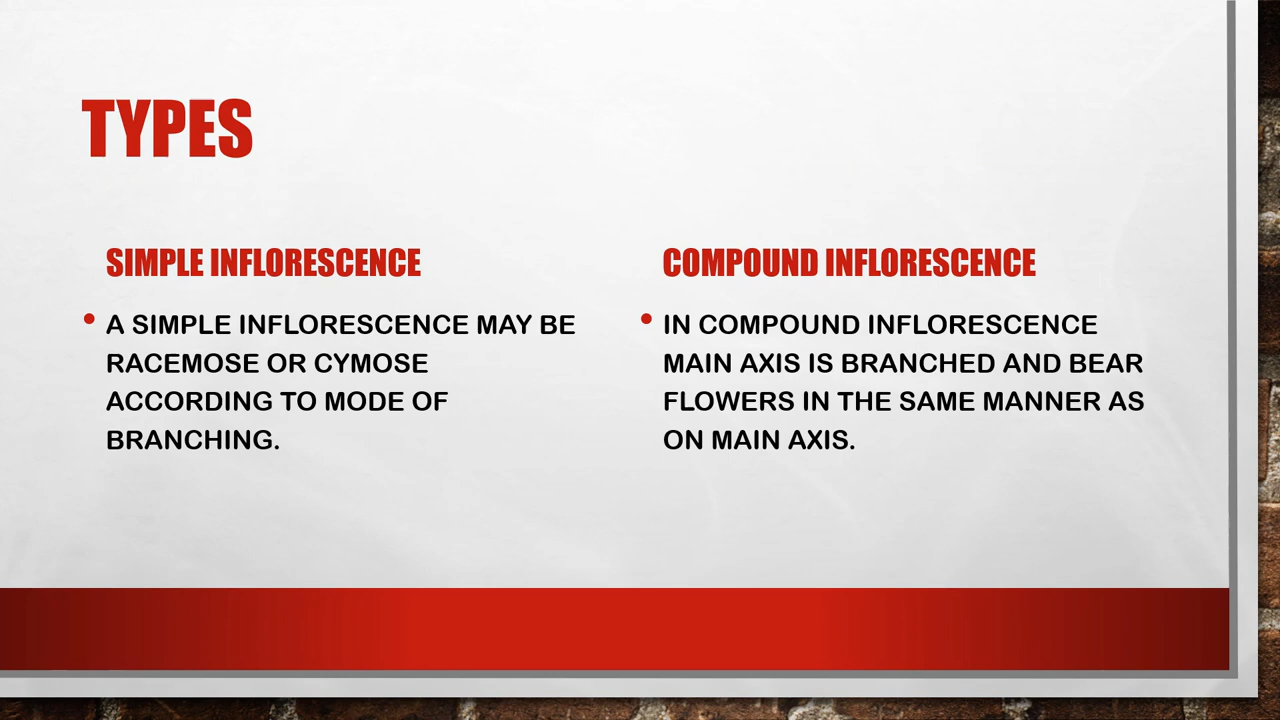 TYPES
SIMPLE INFLORESCENCE
• A SIMPLE INFLORESCENCE MAY BE
RACEMOSE OR CYMOSE
ACCORDING TO MODE OF
BRANCHING.
COMPOUND INFLORESCENCE
• IN COMPOUND INFLORESCENCE
MAIN AXIS IS BRANCHED AND BEAR
FLOWERS IN THE SAME MANNER AS
ON MAIN AXIS.